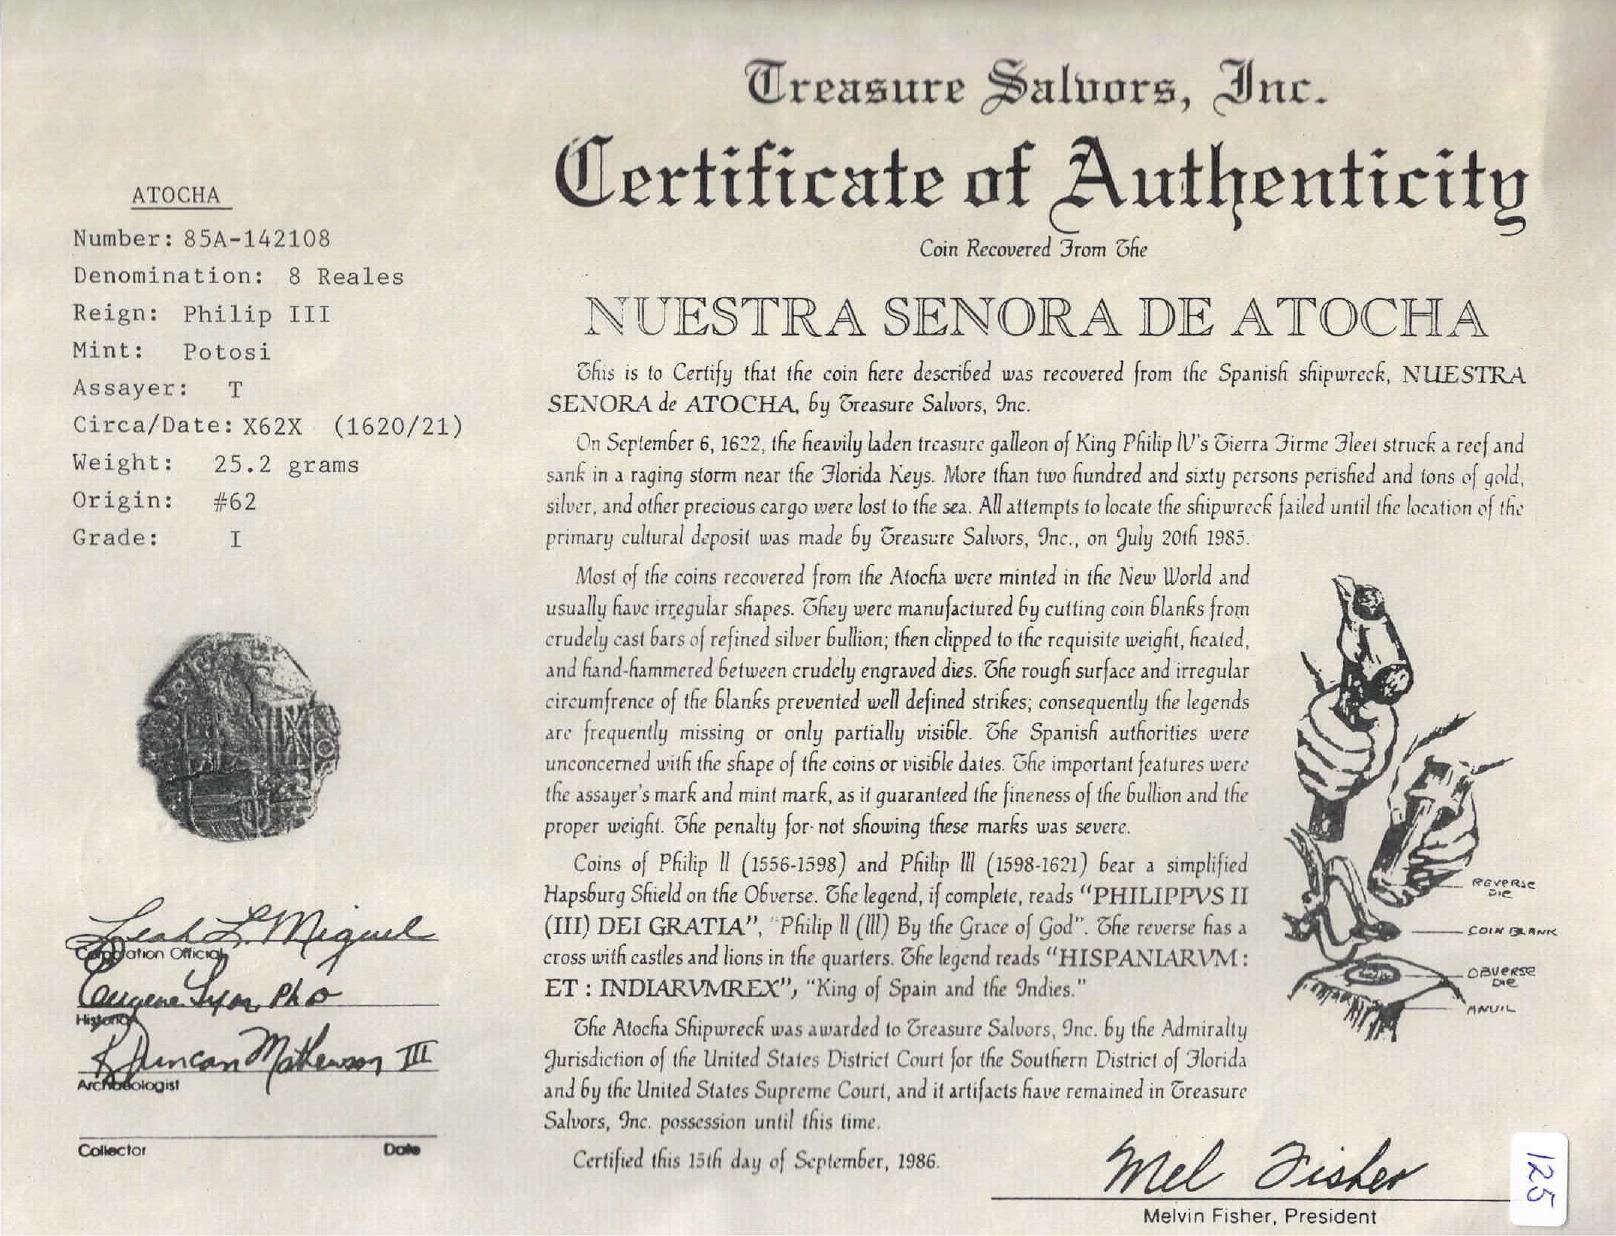 Treasure Salvors, Inc.
Certificate of Authenticity
Coin Recovered From The
NUESTRA SENORA DE ATOCHA
ATOCHA
Number: 85A-142108
Denomination: 8 Reales
Reign: Philip III
Mint: Potosi
Assayer: T
Circa/Date: X62X (1620/21)
Weight: 25.2 grams
Origin: #62
Grade: I
This is to Certify that the coin here described was recovered from the Spanish shipwreck, NUESTRA
SENORA de ATOCHA, by Treasure Salvors, Inc.
On September 6, 1622, the heavily laden treasure galleon of King Philip IV's Tierra Firme Fleet struck a reef and
sank in a raging storm near the Florida Keys. More than two hundred and sixty persons perished and tons of gold,
silver, and other precious cargo were lost to the sea. All attempts to locate the shipwreck failed until the location of the
primary cultural deposit was made by Treasure Salvors, Inc., on July 20th 1985.
Most of the coins recovered from the Atocha were minted in the New World and
usually have irregular shapes. They were manufactured by cutting coin blanks from
crudely cast bars of refined silver bullion; then clipped to the requisite weight, heated,
and hand-hammered between crudely engraved dies. The rough surface and irregular
circumfrence of the blanks prevented well defined strikes; consequently the legends
are frequently missing or only partially visible. The Spanish authorities were
unconcerned with the shape of the coins or visible dates. The important features were
the assayer's mark and mint mark, as it guaranteed the fineness of the bullion and the
proper weight. The penalty for not showing these marks was severe.
Coins of Philip II (1556-1598) and Philip III (1598-1621) bear a simplified
Hapsburg Shield on the Obverse. The legend, if complete, reads "PHILIPPVS II
(III) DEI GRATIA", "Philip II (III) By the Grace of God". The reverse has a
cross with castles and lions in the quarters. The legend reads "HISPANIARVM :
ET : INDIARVMREX", "King of Spain and the Indies."
The Atocha Shipwreck was awarded to Treasure Salvors, Inc. by the Admiralty
Jurisdiction of the United States District Court for the Southern District of Florida
and by the United States Supreme Court, and it artifacts have remained in Treasure
Salvors, Inc. possession until this time.
Certified this 15th day of September, 1986.
REVERSE
DIE
COIN BLANK
OBVERSE
DIE
ANVIL
Leah L. Miguel
Corporation Official
Eugene Lyon PhD
Historian
R Duncan Mathewson III
Archaeologist
Collector Date
Mel Fisher
Melvin Fisher, President
125